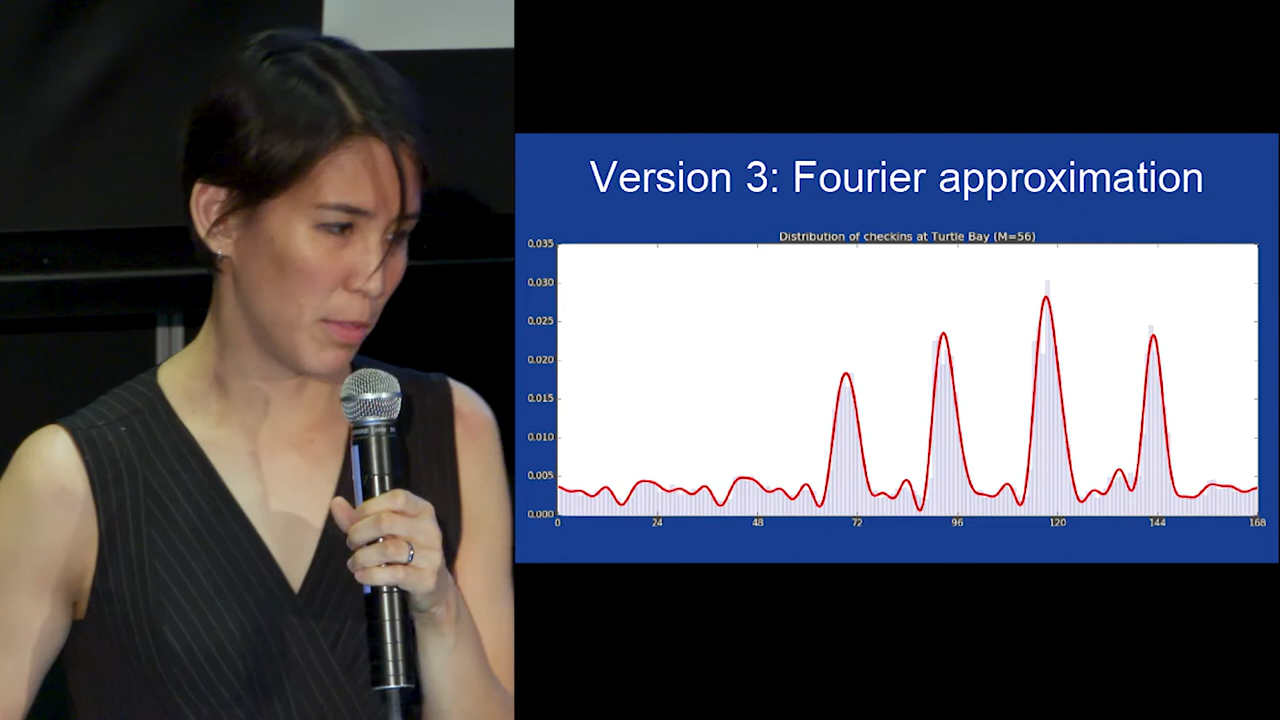 Version 3: Fourier approximation
Distribution of checkins at Turtle Bay (M=56)
0.035
0.030
0.025
0.020
0.015
0.010
0.005
0.000
0 24 48 72 96 120 144 168